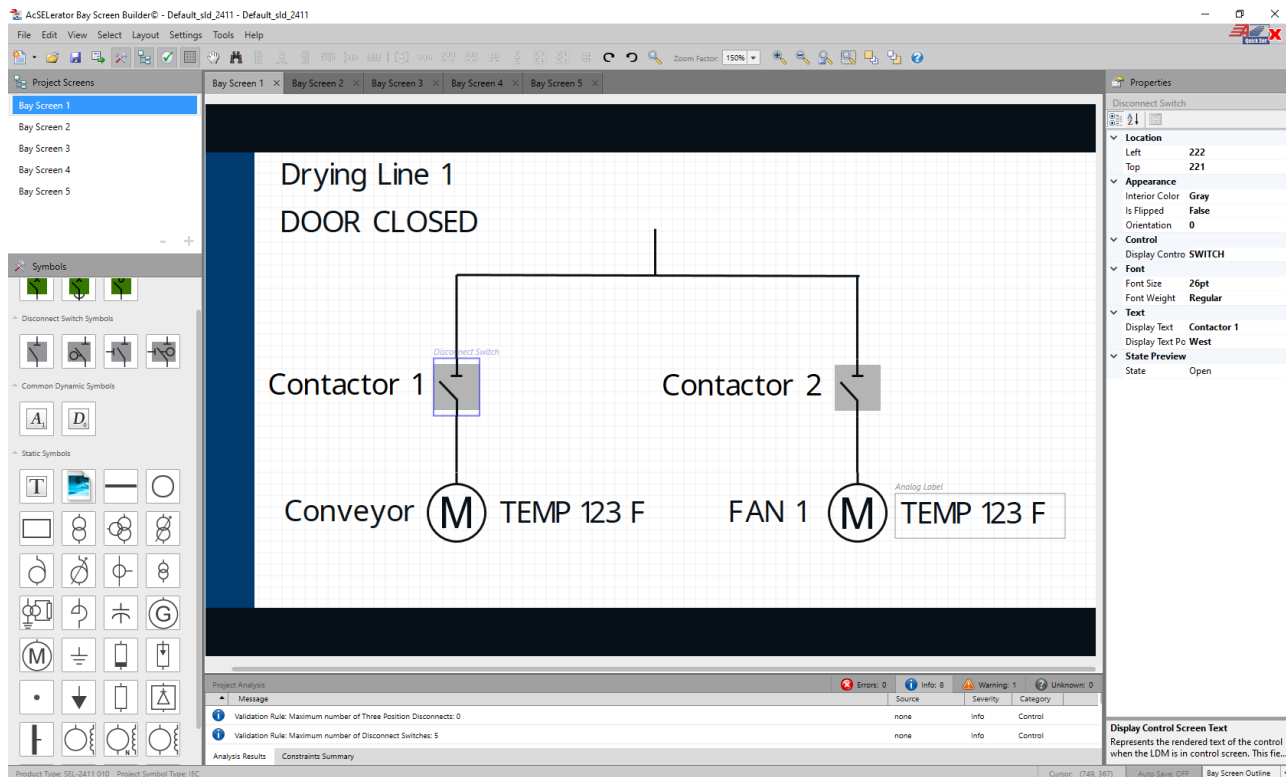 AcSELerator Bay Screen Builder© - Default_sld_2411 - Default_sld_2411
File Edit View Select Layout Settings Tools Help
Quick Set
Zoom Factor: 150%
Project Screens
Bay Screen 1
Bay Screen 2
Bay Screen 3
Bay Screen 4
Bay Screen 5
Symbols
Disconnect Switch Symbols
Common Dynamic Symbols
A1 D0
Static Symbols
T
G
M
N
Bay Screen 1 × Bay Screen 2 × Bay Screen 3 × Bay Screen 4 × Bay Screen 5 ×
Drying Line 1
DOOR CLOSED
Disconnect Switch
Contactor 1
Contactor 2
Analog Label
Conveyor M TEMP 123 F
FAN 1 M TEMP 123 F
Project Analysis
Errors: 0 Info: 8 Warning: 1 Unknown: 0
Message Source Severity Category
Validation Rule: Maximum number of Three Position Disconnects: 0 none Info Control
Validation Rule: Maximum number of Disconnect Switches: 5 none Info Control
Analysis Results Constraints Summary
Properties
Disconnect Switch
Location
Left 222
Top 221
Appearance
Interior Color Gray
Is Flipped False
Orientation 0
Control
Display Contro SWITCH
Font
Font Size 26pt
Font Weight Regular
Text
Display Text Contactor 1
Display Text Po West
State Preview
State Open
Display Control Screen Text
Represents the rendered text of the control
when the LDM is in control screen. This fie...
Product Type: SEL-2411 010 Project Symbol Type: IEC
Cursor: (749, 367) Auto Save: OFF Bay Screen Outline